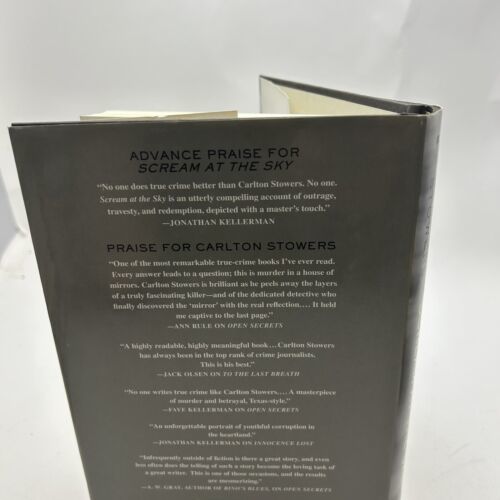 ADVANCE PRAISE FOR
SCREAM AT THE SKY
“No one does true crime better than Carlton Stowers. No one.
Scream at the Sky is an utterly compelling account of outrage,
travesty, and redemption, depicted with a master’s touch.”
—JONATHAN KELLERMAN
PRAISE FOR CARLTON STOWERS
“One of the most remarkable true-crime books I’ve ever read.
Every answer leads to a question; this is murder in a house of
mirrors. Carlton Stowers is brilliant as he peels away the layers
of a truly fascinating killer—and of the dedicated detective who
finally discovered the ‘mirror’ with the real reflection.... It held
me captive to the last page.”
—ANN RULE ON OPEN SECRETS
“A highly readable, highly meaningful book... Carlton Stowers
has always been in the top rank of crime journalists.
This is his best.”
—JACK OLSEN ON TO THE LAST BREATH
“No one writes true crime like Carlton Stowers.... A masterpiece
of murder and betrayal, Texas-style.”
—FAYE KELLERMAN ON OPEN SECRETS
“An unforgettable portrait of youthful corruption in
the heartland.”
—JONATHAN KELLERMAN ON INNOCENCE LOST
“Infrequently outside of fiction is there a great story, and even
less often does the telling of such a story become the loving task of
a great writer. This is one of those occasions, and the results
are mesmerizing.”
—A. W. GRAY, AUTHOR OF BINO’S BLUES, ON OPEN SECRETS